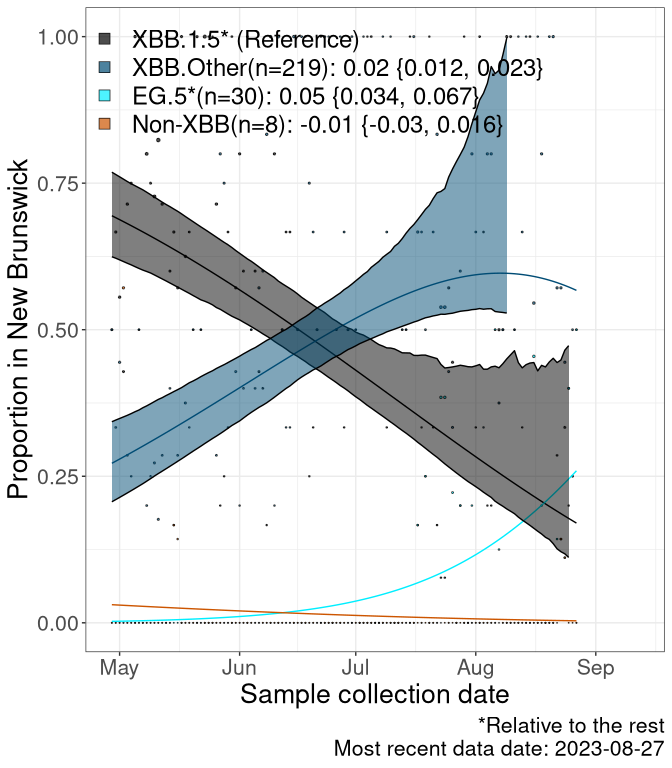 XBB.1.5* (Reference)
XBB.Other(n=219): 0.02 {0.012, 0.023}
EG.5*(n=30): 0.05 {0.034, 0.067}
Non-XBB(n=8): -0.01 {-0.03, 0.016}
Proportion in New Brunswick
1.00
0.75
0.50
0.25
0.00
May Jun Jul Aug Sep
Sample collection date
*Relative to the rest
Most recent data date: 2023-08-27